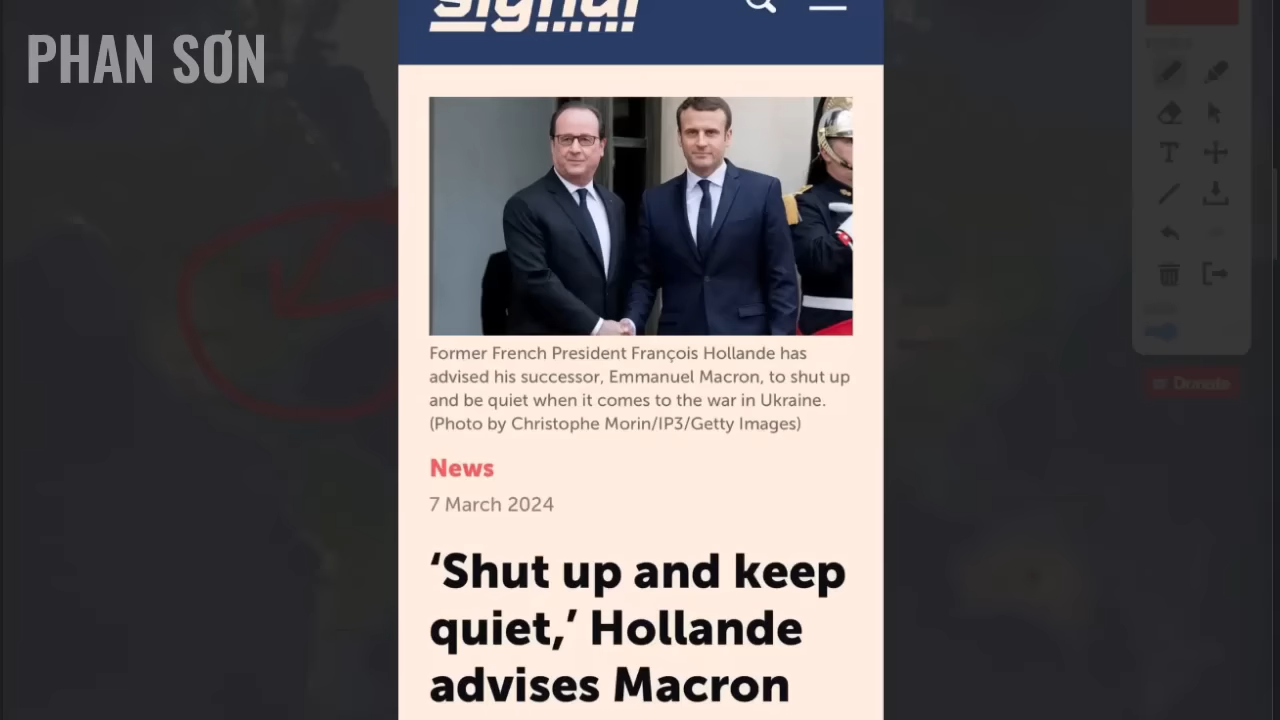 PHAN SƠN
signal
Former French President François Hollande has
advised his successor, Emmanuel Macron, to shut up
and be quiet when it comes to the war in Ukraine.
(Photo by Christophe Morin/IP3/Getty Images)
News
7 March 2024
‘Shut up and keep
quiet,’ Hollande
advises Macron
Donate